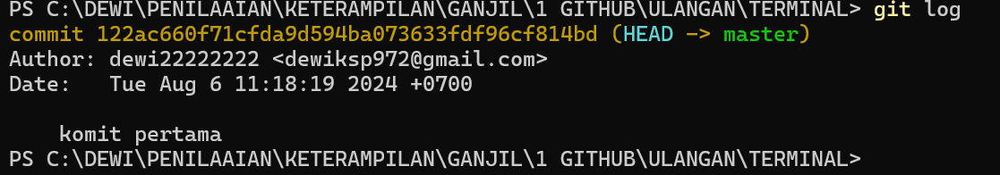 PS C:\DEWI\PENILAAIAN\KETERAMPILAN\GANJIL\1 GITHUB\ULANGAN\TERMINAL> git log
commit 122ac660f71cfda9d594ba073633fdf96cf814bd (HEAD -> master)
Author: dewi22222222 <dewiksp972@gmail.com>
Date:   Tue Aug 6 11:18:19 2024 +0700
    komit pertama
PS C:\DEWI\PENILAAIAN\KETERAMPILAN\GANJIL\1 GITHUB\ULANGAN\TERMINAL>